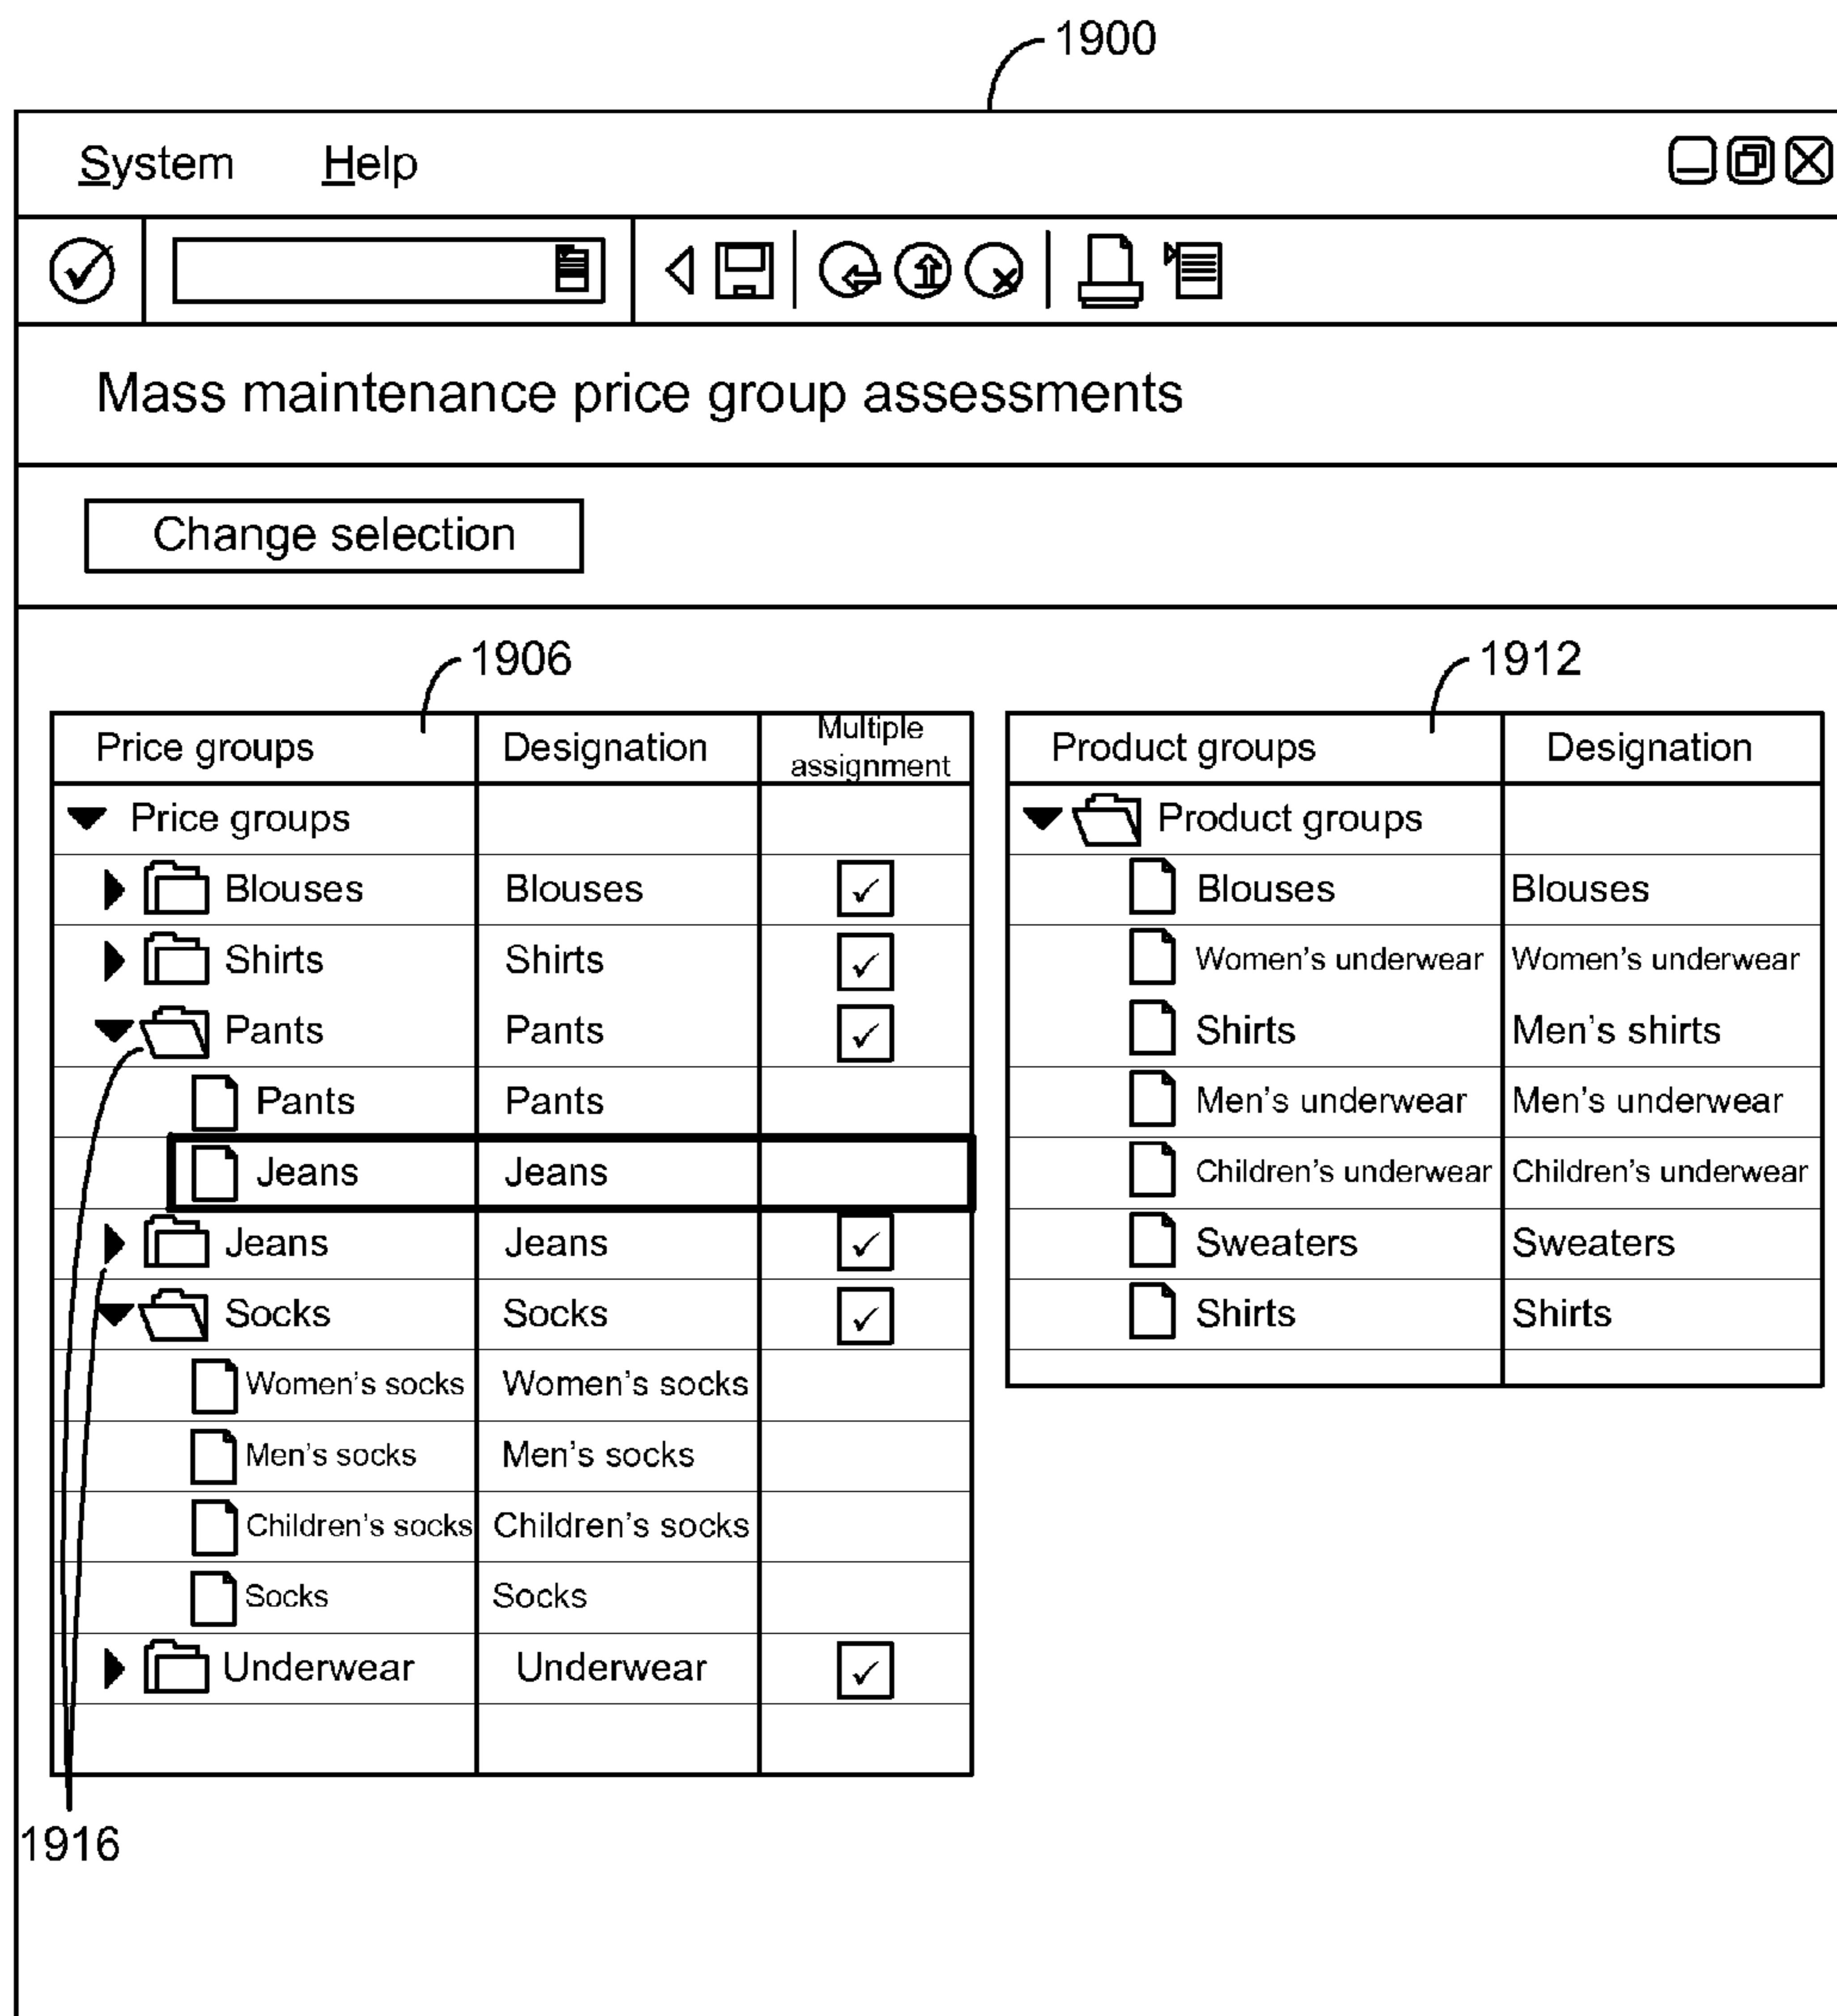 1900
System Help
Mass maintenance price group assessments
Change selection
1906
1912
Price groups Designation Multiple assignment
Price groups
Blouses Blouses
Shirts Shirts
Pants Pants
Pants Pants
Jeans Jeans
Jeans Jeans
Socks Socks
Women's socks Women's socks
Men's socks Men's socks
Children's socks Children's socks
Socks Socks
Underwear Underwear
Product groups Designation
Product groups
Blouses Blouses
Women's underwear Women's underwear
Shirts Men's shirts
Men's underwear Men's underwear
Children's underwear Children's underwear
Sweaters Sweaters
Shirts Shirts
1916